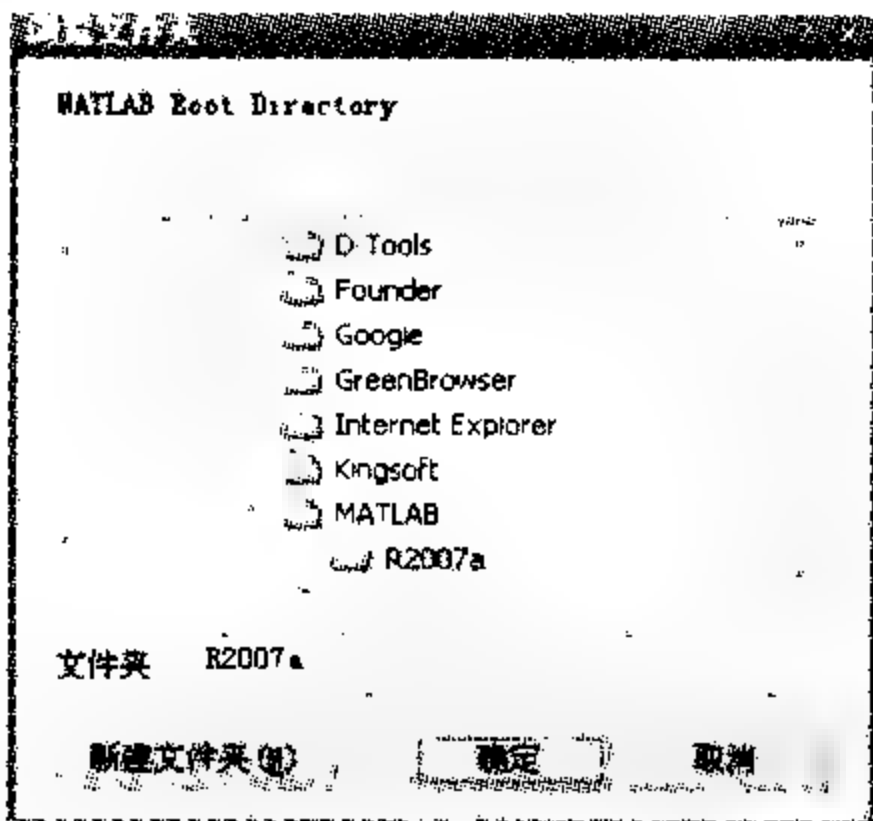 MATLAB Root Directory
D-Tools
Founder
Google
GreenBrowser
Internet Explorer
Kingsoft
MATLAB
R2007a
文件夹 R2007a
新建文件夹(M) 确定 取消